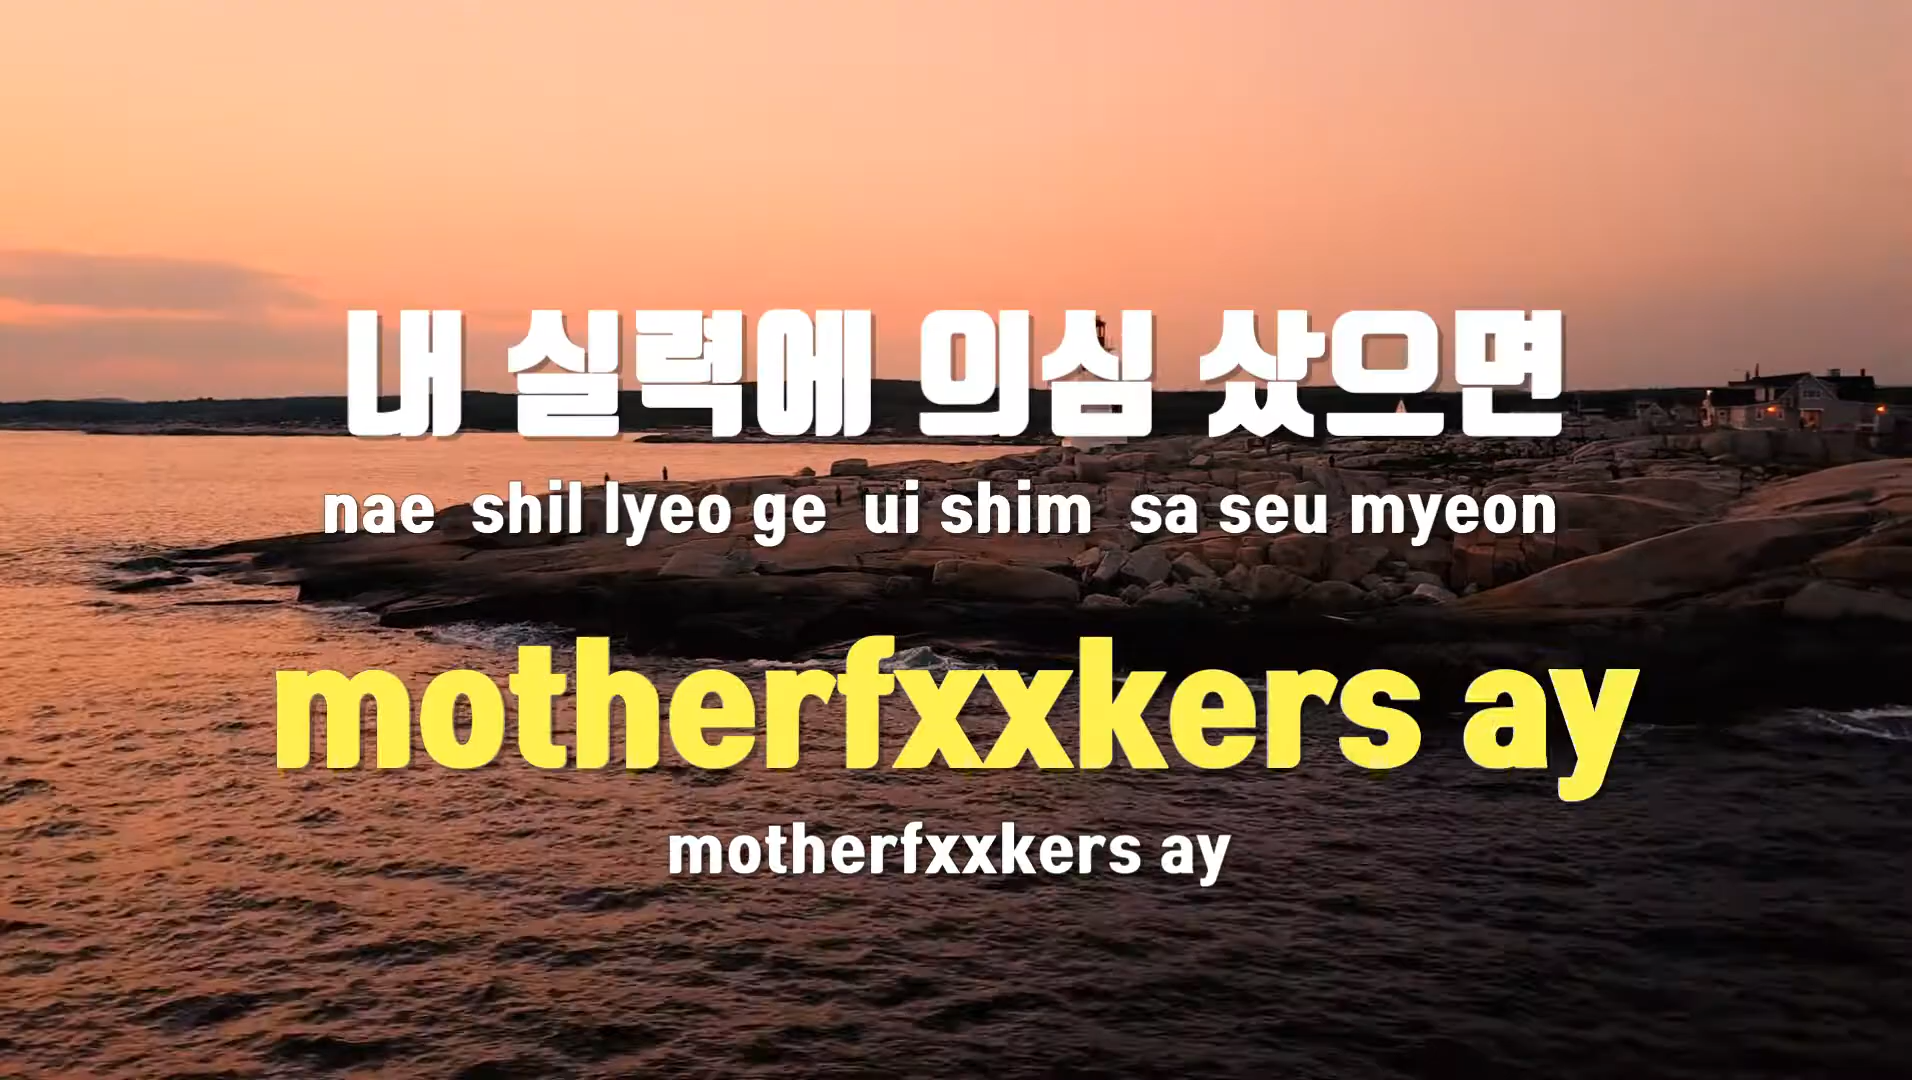 내 실력에 의심 샀으면
nae shil lyeo ge ui shim sa seu myeon
motherfxxkers ay
motherfxxkers ay